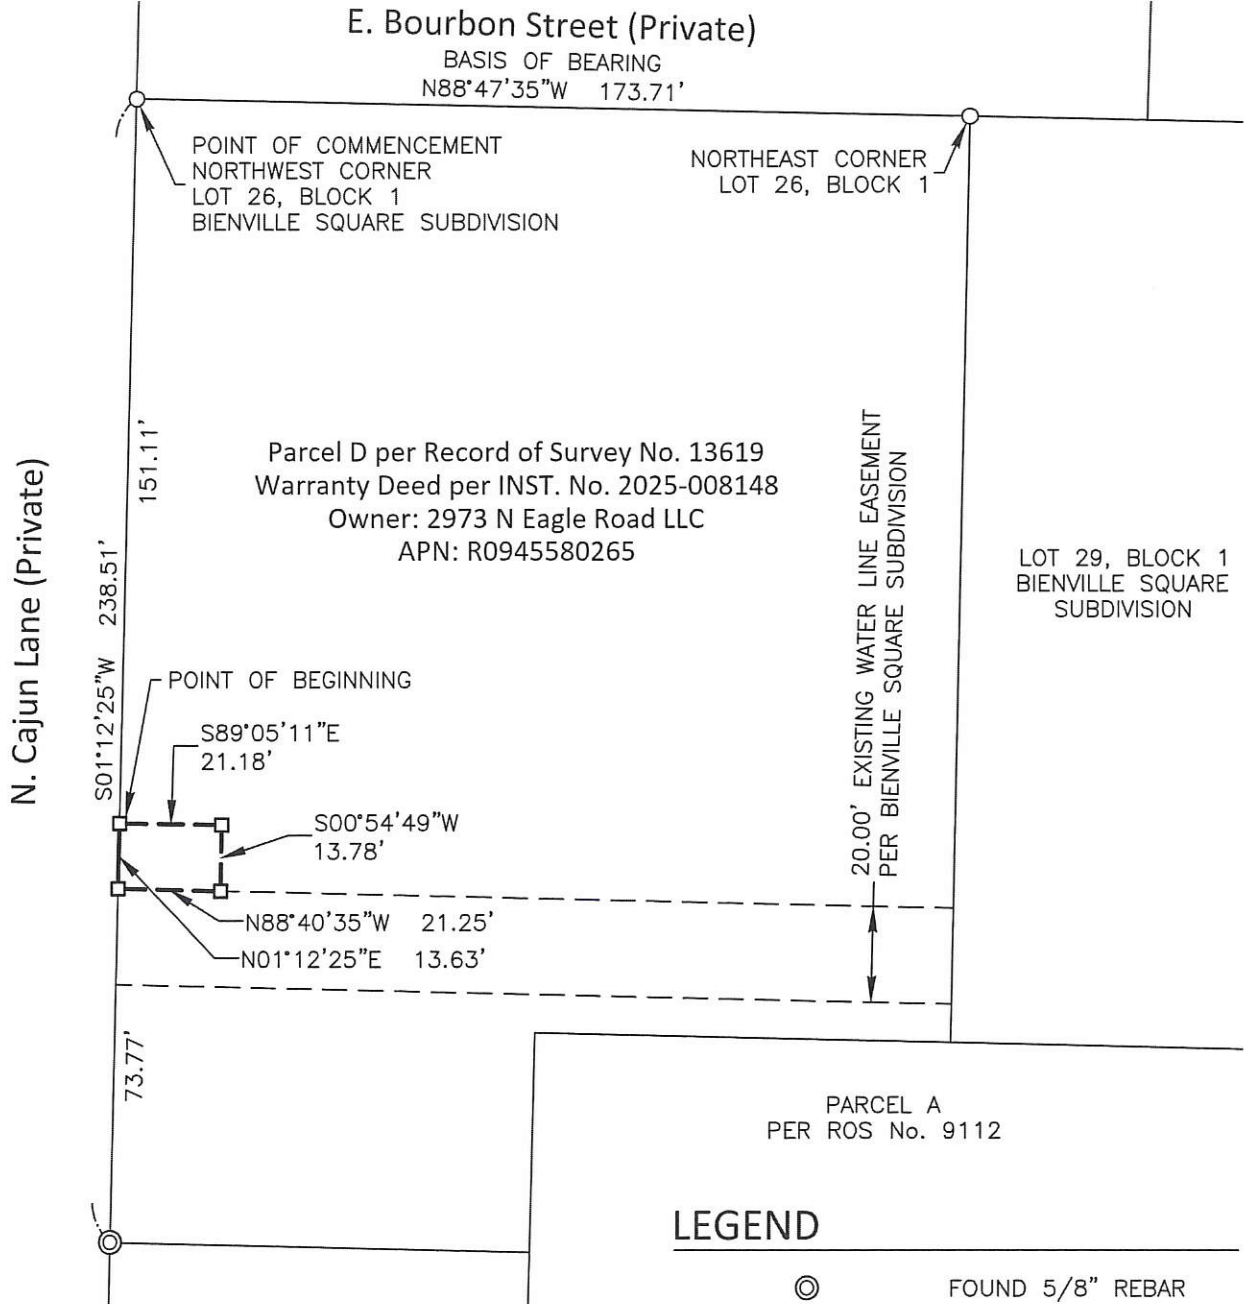 E. Bourbon Street (Private)
BASIS OF BEARING
N88°47'35"W 173.71'
POINT OF COMMENCEMENT
NORTHWEST CORNER
LOT 26, BLOCK 1
BIENVILLE SQUARE SUBDIVISION
NORTHEAST CORNER
LOT 26, BLOCK 1
N. Cajun Lane (Private)
S01°12'25"W 238.51'
151.11'
Parcel D per Record of Survey No. 13619
Warranty Deed per INST. No. 2025-008148
Owner: 2973 N Eagle Road LLC
APN: R0945580265
20.00' EXISTING WATER LINE EASEMENT
PER BIENVILLE SQUARE SUBDIVISION
LOT 29, BLOCK 1
BIENVILLE SQUARE
SUBDIVISION
POINT OF BEGINNING
S89°05'11"E
21.18'
S00°54'49"W
13.78'
N88°40'35"W 21.25'
N01°12'25"E 13.63'
73.77'
PARCEL A
PER ROS No. 9112
LEGEND
FOUND 5/8" REBAR